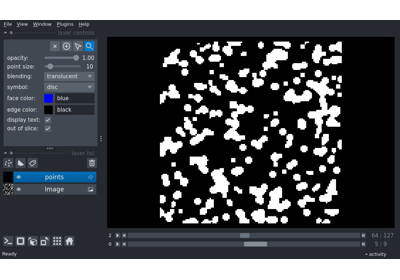 File View Window Plugins Help
layer controls
opacity: 1.00
point size: 10
blending: translucent
symbol: disc
face color: blue
edge color: black
display text:
out of slice:
layer list
points
Image
2 64 127
0 5 9
Ready activity